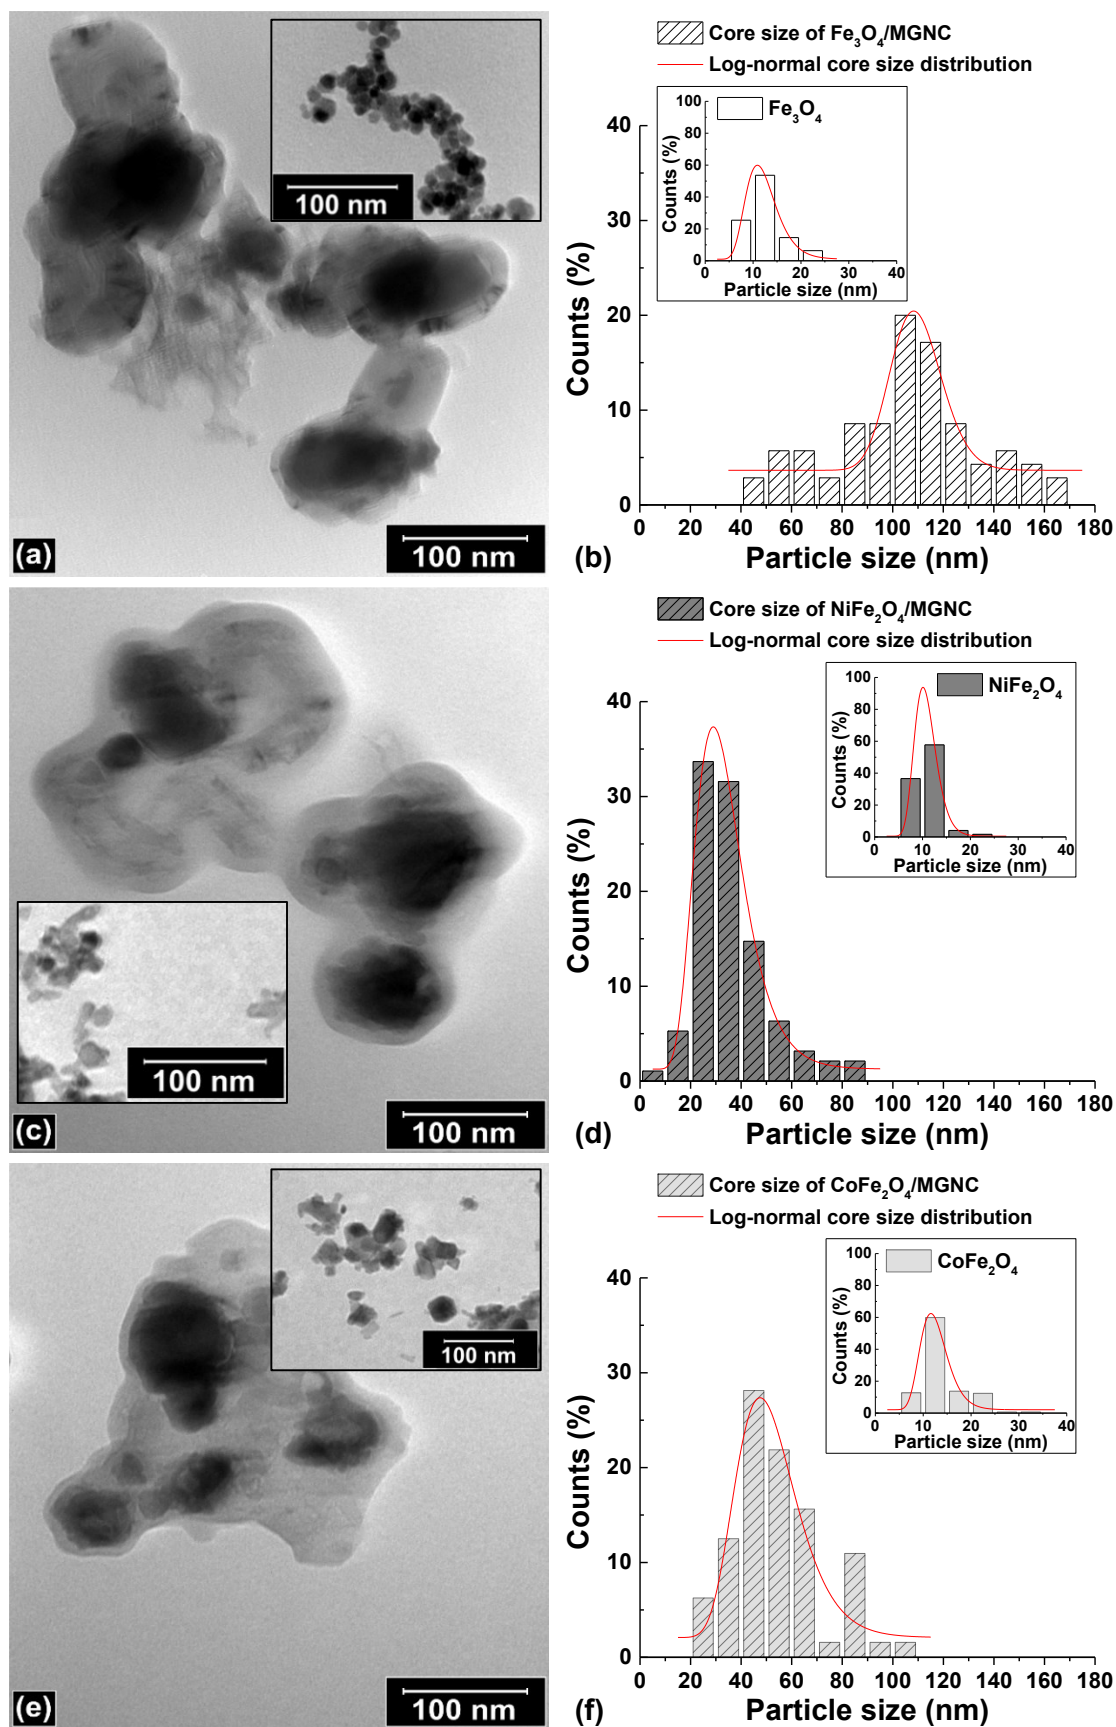 100 nm
100 nm
(a)
Core size of Fe₃O₄/MGNC
Log-normal core size distribution
Fe₃O₄
Counts (%)
100
80
60
40
20
0
0 10 20 30 40
Particle size (nm)
Counts (%)
40
30
20
10
0
0 20 40 60 80 100 120 140 160 180
(b) Particle size (nm)
100 nm
100 nm
(c)
Core size of NiFe₂O₄/MGNC
Log-normal core size distribution
NiFe₂O₄
Counts (%)
100
80
60
40
20
0
0 10 20 30 40
Particle size (nm)
Counts (%)
40
30
20
10
0
0 20 40 60 80 100 120 140 160 180
(d) Particle size (nm)
100 nm
100 nm
(e)
Core size of CoFe₂O₄/MGNC
Log-normal core size distribution
CoFe₂O₄
Counts (%)
100
80
60
40
20
0
0 10 20 30 40
Particle size (nm)
Counts (%)
40
30
20
10
0
0 20 40 60 80 100 120 140 160 180
(f) Particle size (nm)